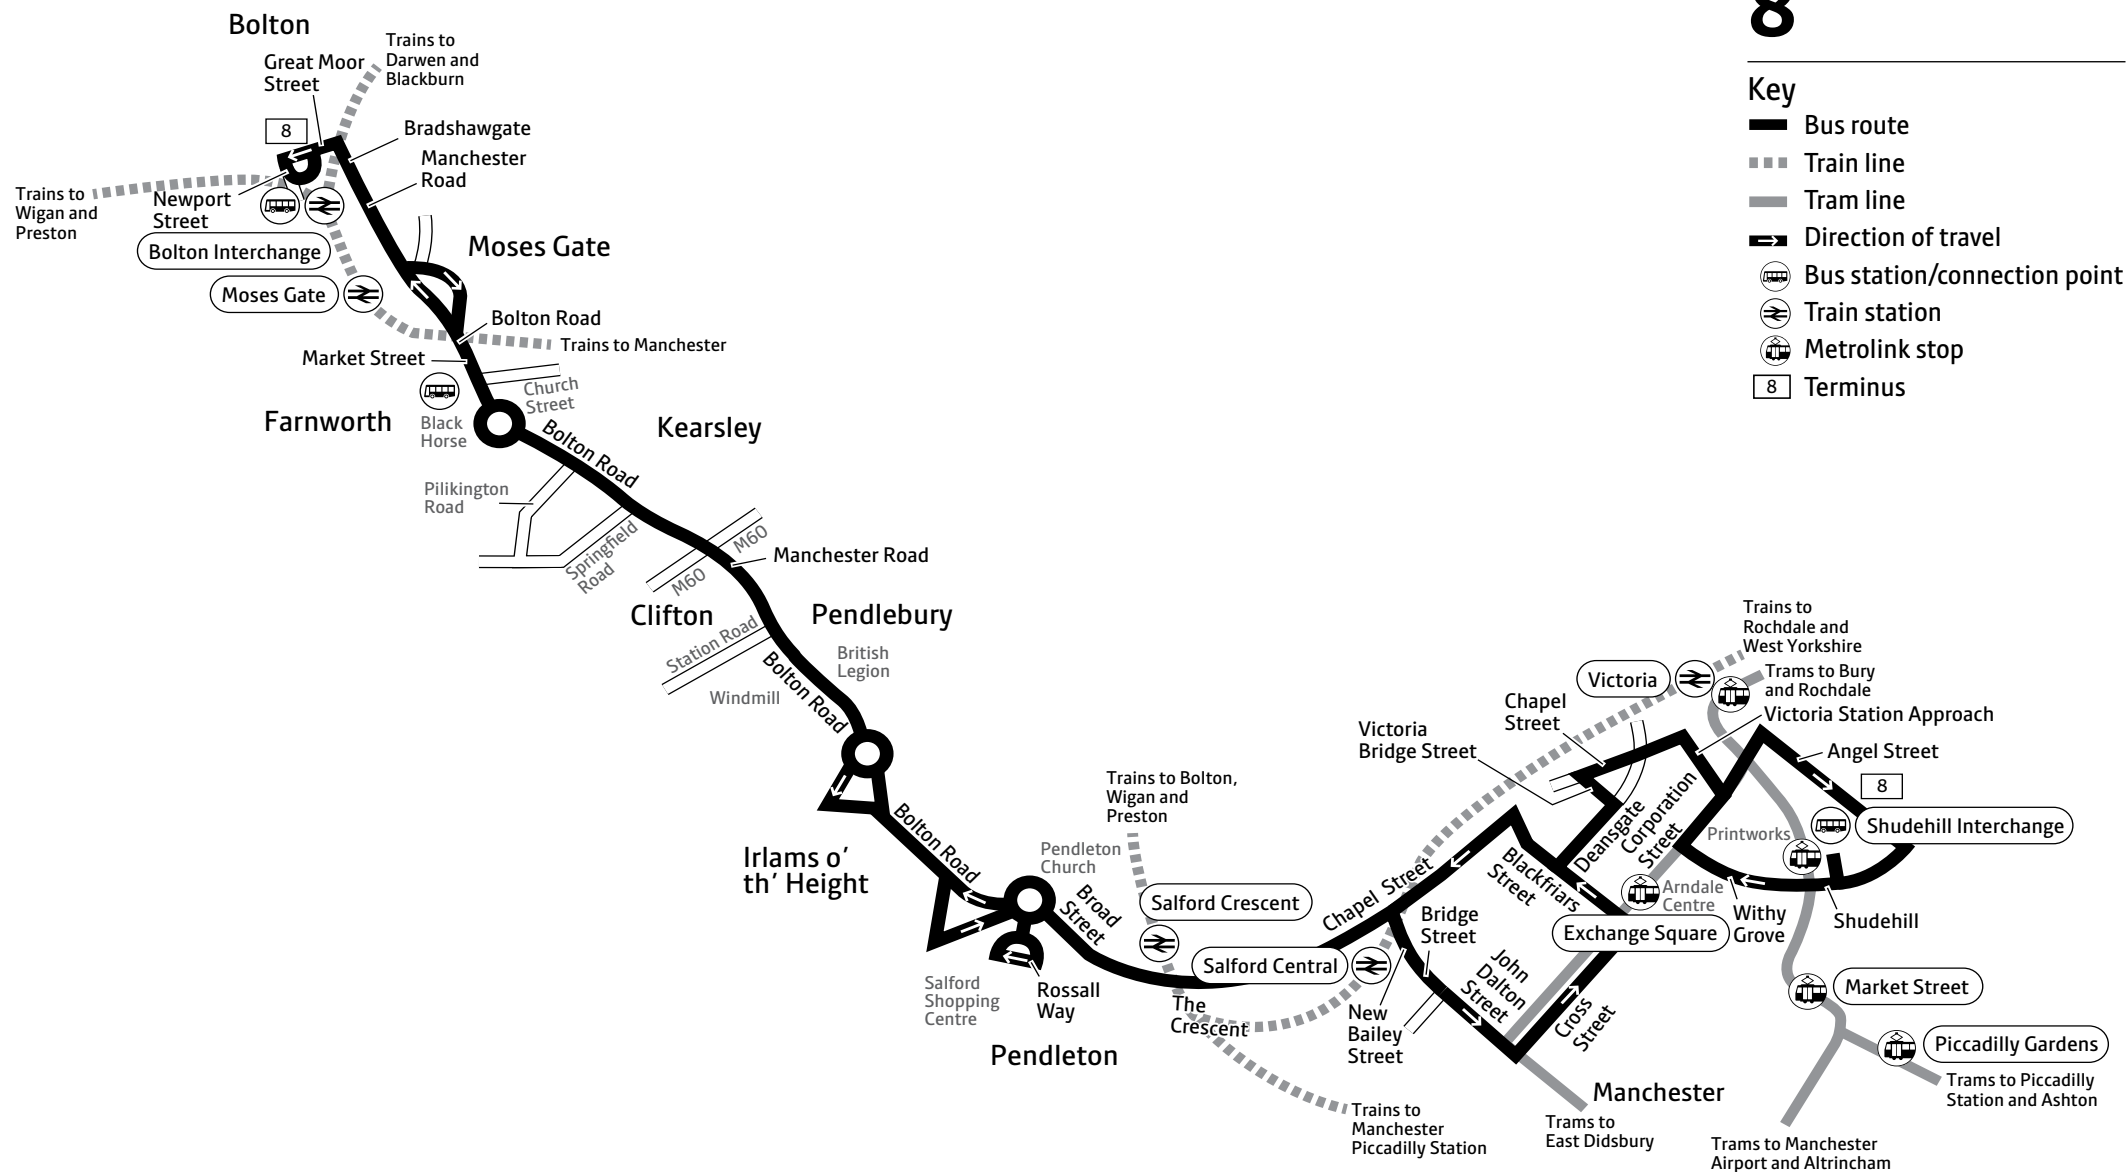 8
Key
Bus route
Train line
Tram line
Direction of travel
Bus station/connection point
Train station
Metrolink stop
8 Terminus
Bolton
Great Moor
Street
Trains to
Darwen and
Blackburn
8
Bradshawgate
Manchester
Road
Trains to
Wigan and
Preston
Newport
Street
Bolton Interchange
Moses Gate
Moses Gate
Bolton Road
Trains to Manchester
Market Street
Church
Street
Farnworth
Black
Horse
Kearsley
Bolton Road
Pilikington
Road
Springfield
Road
M60
M60
Manchester Road
Clifton
Pendlebury
Station Road
British
Legion
Windmill
Bolton Road
Bolton Road
Irlams o’
th’ Height
Pendleton
Church
Broad
Street
Salford
Shopping
Centre
Rossall
Way
Pendleton
Trains to Bolton,
Wigan and
Preston
Salford Crescent
Salford Central
The
Crescent
Trains to
Manchester
Piccadilly Station
Chapel Street
Bridge
Street
New
Bailey
Street
John
Dalton
Street
Cross
Street
Blackfriars
Street
Deansgate
Corporation
Street
Victoria
Bridge Street
Chapel
Street
Victoria
Trains to
Rochdale and
West Yorkshire
Trams to Bury
and Rochdale
Victoria Station Approach
Angel Street
8
Shudehill Interchange
Printworks
Arndale
Centre
Exchange Square
Withy
Grove
Shudehill
Market Street
Piccadilly Gardens
Trams to Piccadilly
Station and Ashton
Manchester
Trams to
East Didsbury
Trams to Manchester
Airport and Altrincham